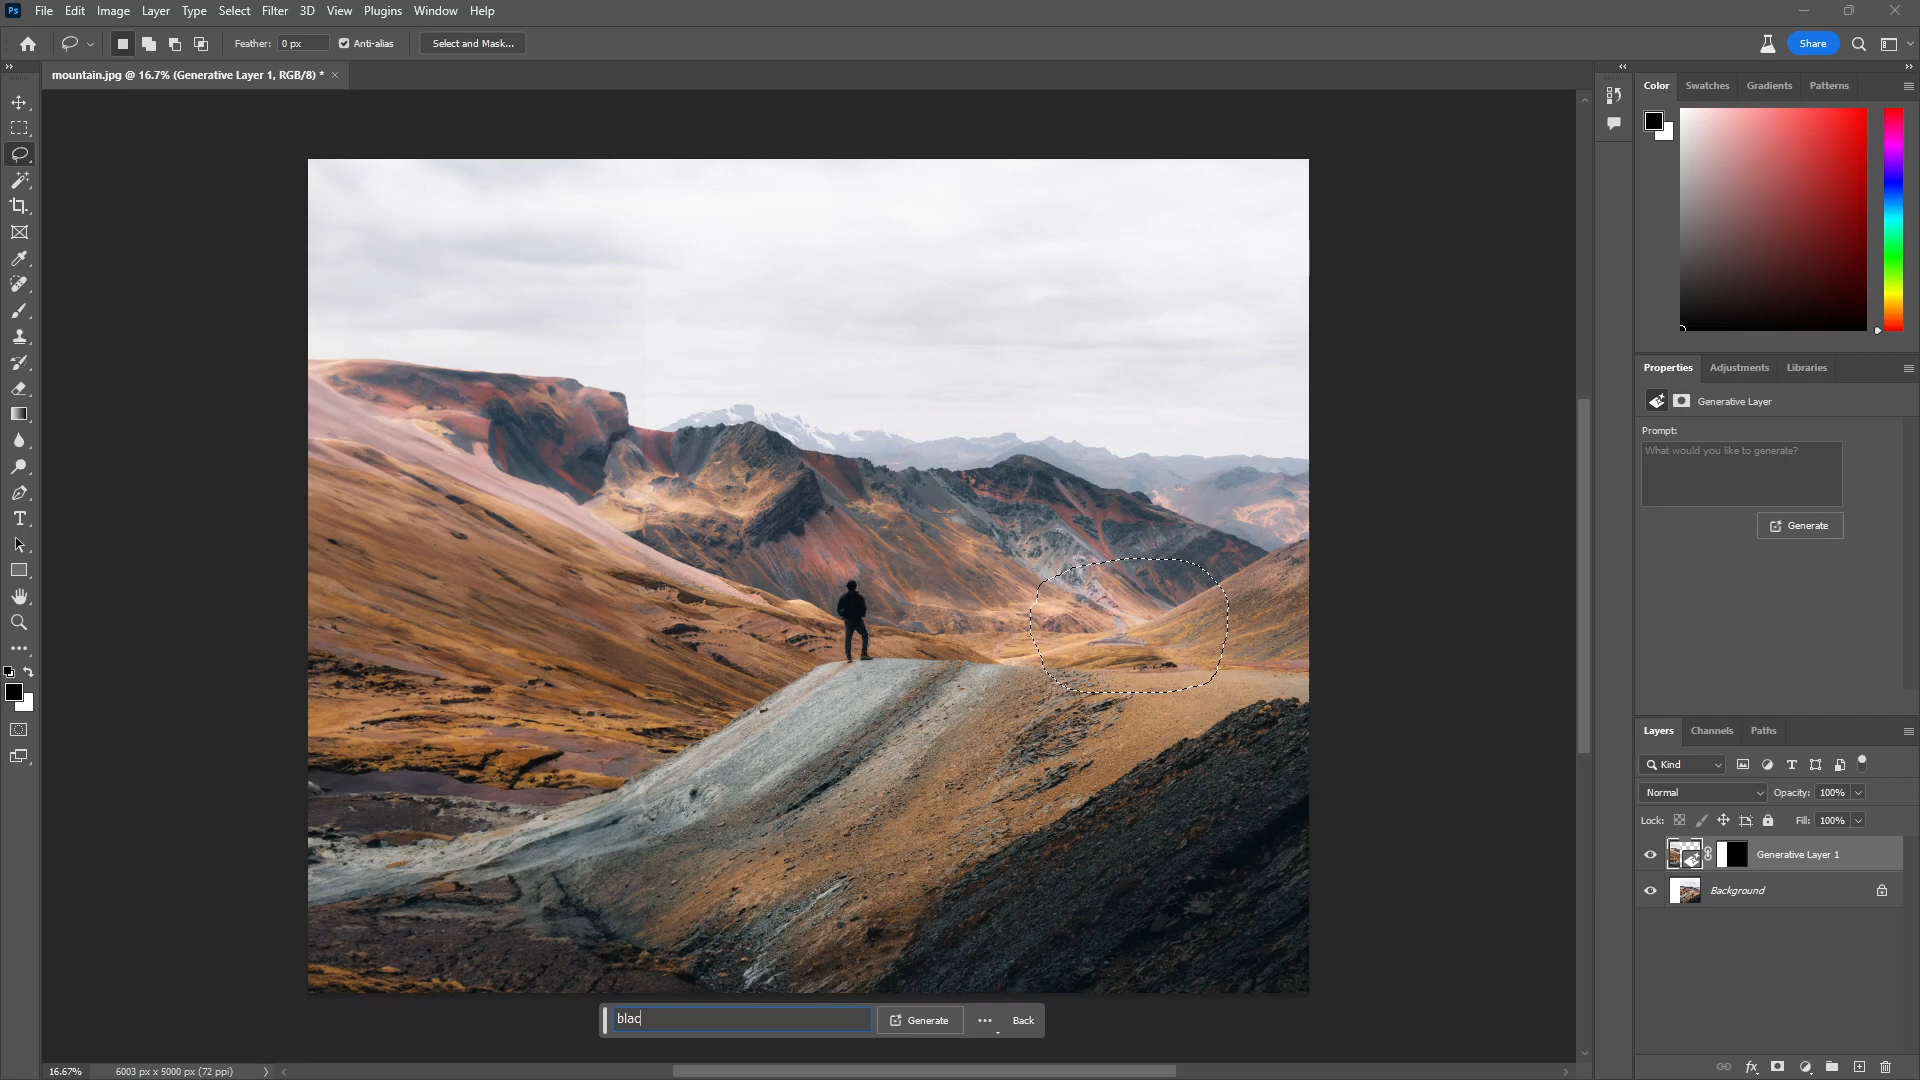 Ps File Edit Image Layer Type Select Filter 3D View Plugins Window Help
Feather: 0 px Anti-alias Select and Mask... Share
mountain.jpg @ 16.7% (Generative Layer 1, RGB/8) * ×
Color Swatches Gradients Patterns
Properties Adjustments Libraries
Generative Layer
Prompt:
What would you like to generate?
Generate
Layers Channels Paths
Kind
Normal Opacity: 100%
Lock: Fill: 100%
Generative Layer 1
Background
blac Generate ... Back
16.67% 6003 px x 5000 px (72 ppi)